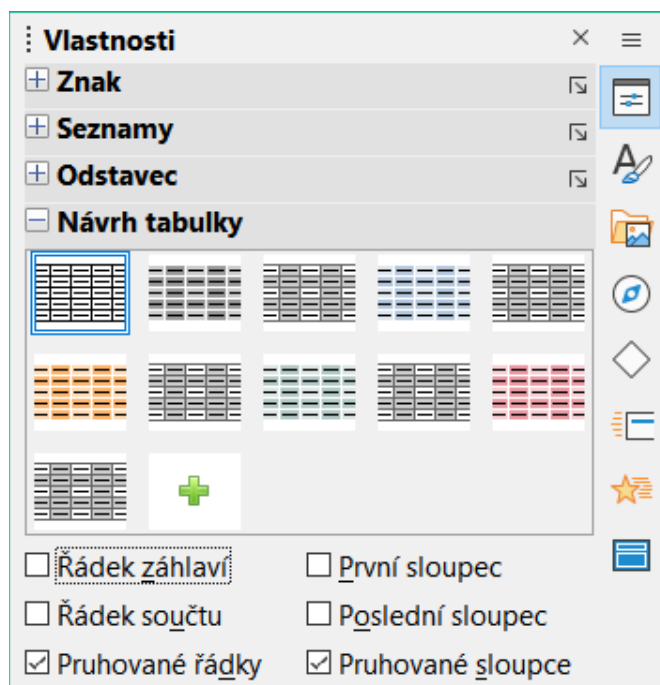 Vlastnosti
Znak
Seznamy
Odstavec
Návrh tabulky
Řádek záhlaví
První sloupec
Řádek součtu
Poslední sloupec
Pruhované řádky
Pruhované sloupce